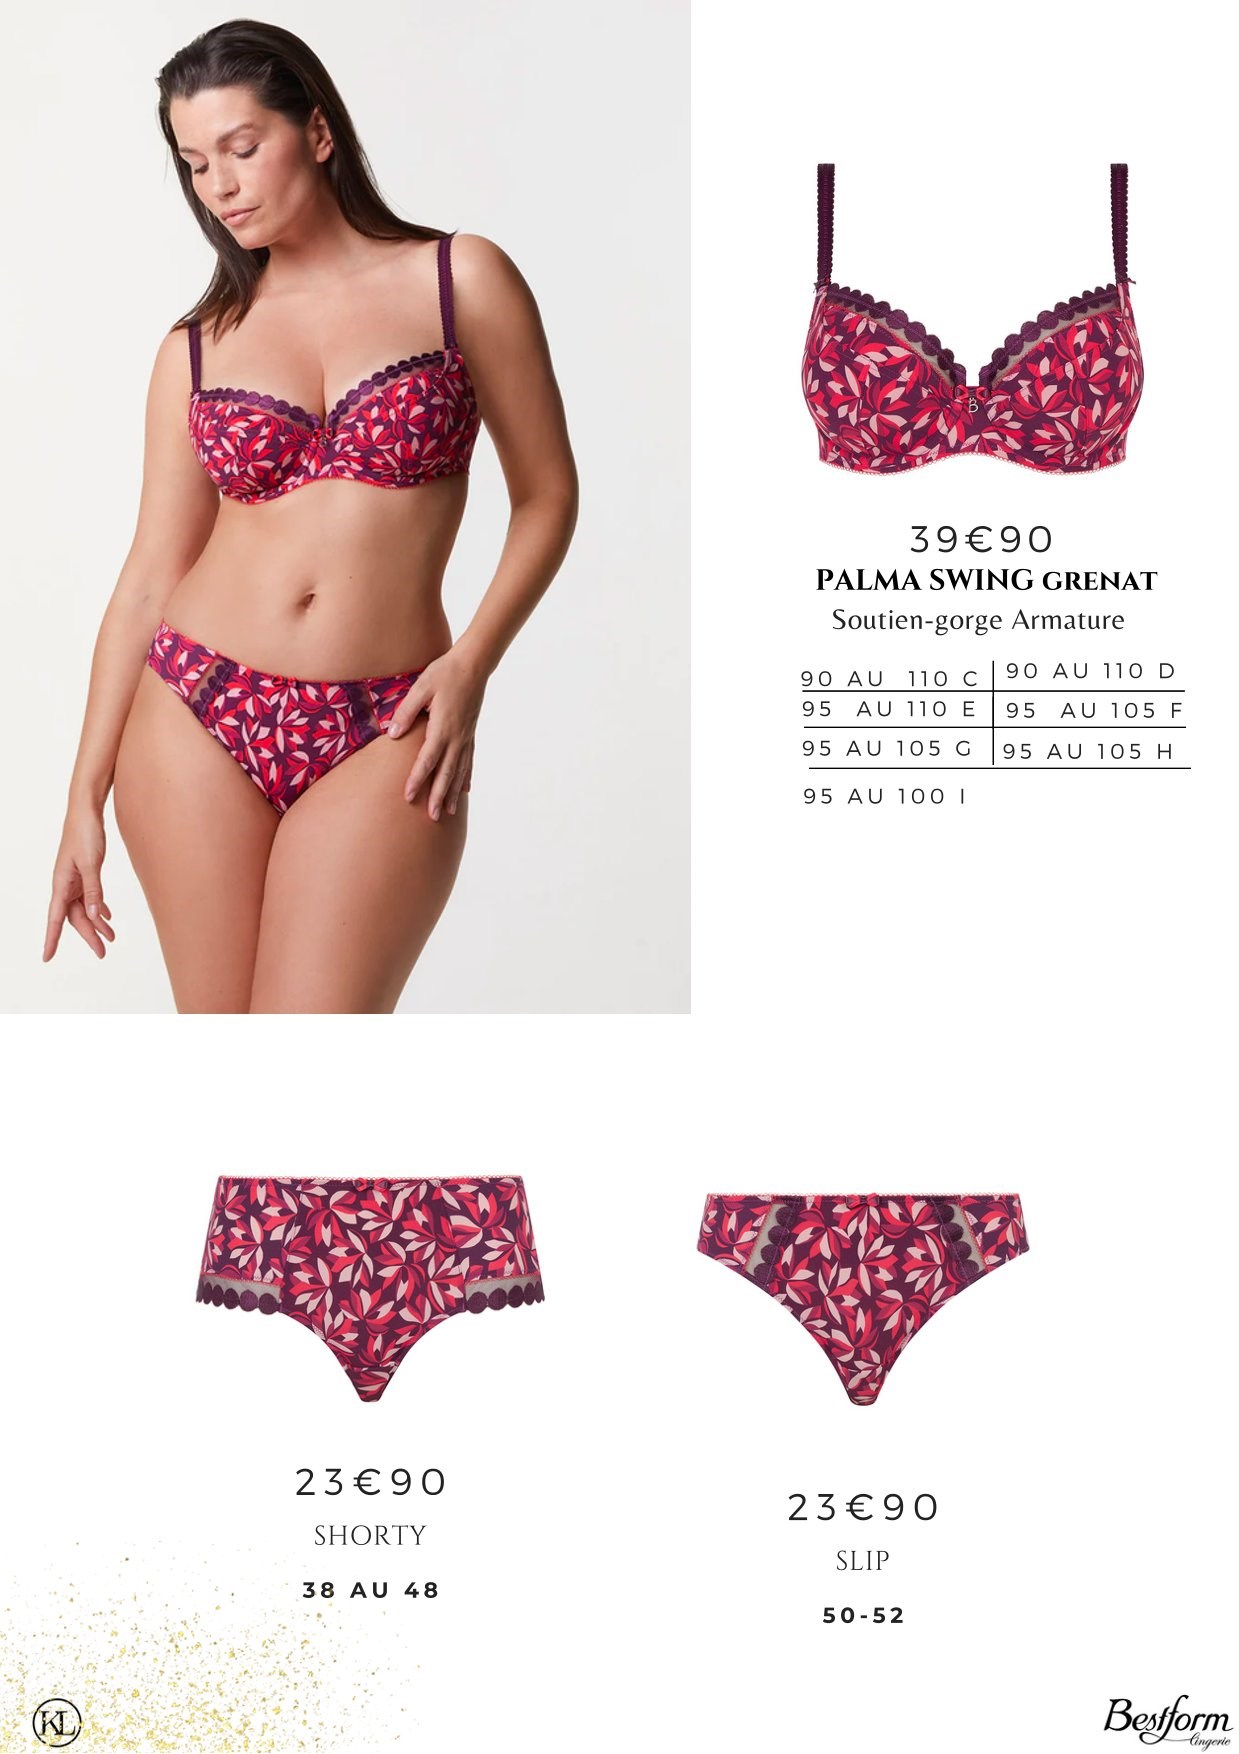 39€90
PALMA SWING GRENAT
Soutien-gorge Armature
90 AU 110 C 90 AU 110 D
95 AU 110 E 95 AU 105 F
95 AU 105 G 95 AU 105 H
95 AU 100 I
23€90
SHORTY
38 AU 48
23€90
SLIP
50-52
KL
Bestform
lingerie